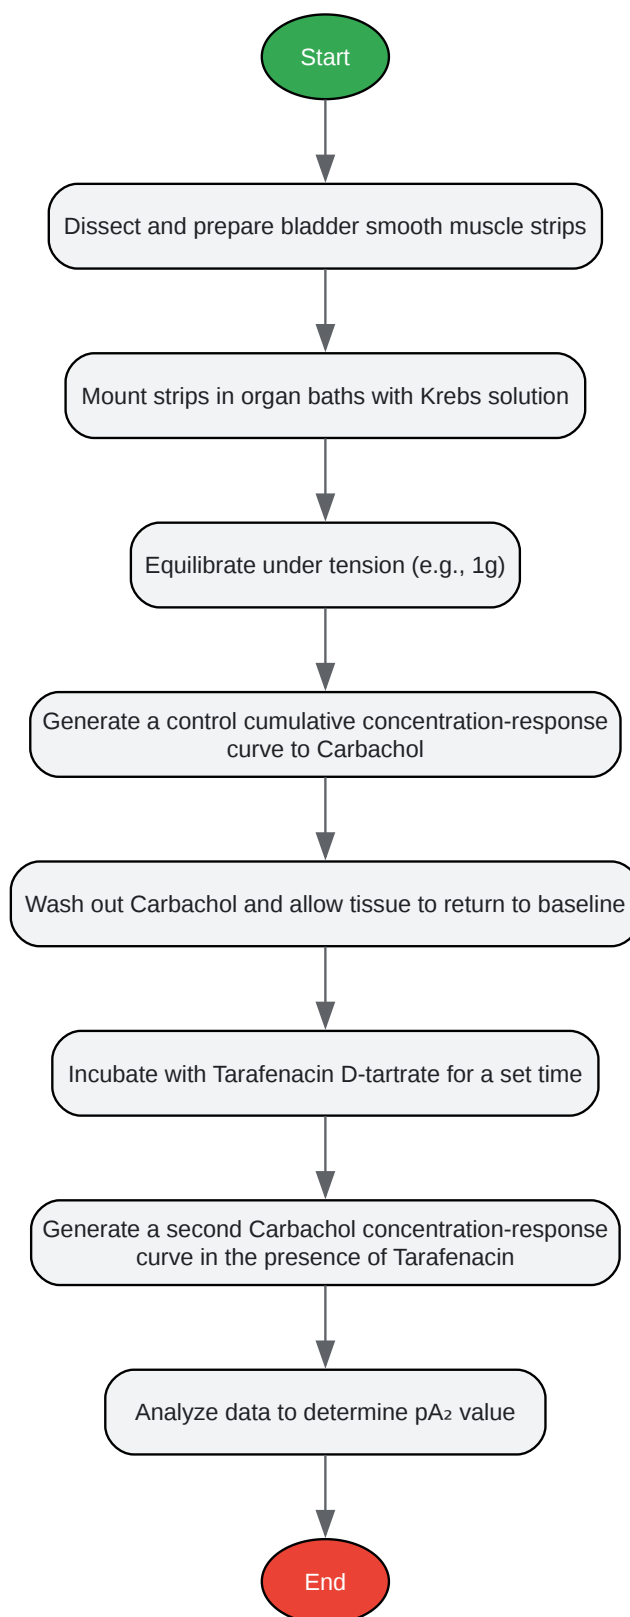 Start
Dissect and prepare bladder smooth muscle strips
Mount strips in organ baths with Krebs solution
Equilibrate under tension (e.g., 1g)
Generate a control cumulative concentration-response
curve to Carbachol
Wash out Carbachol and allow tissue to return to baseline
Incubate with Tarafenacin D-tartrate for a set time
Generate a second Carbachol concentration-response
curve in the presence of Tarafenacin
Analyze data to determine pA₂ value
End